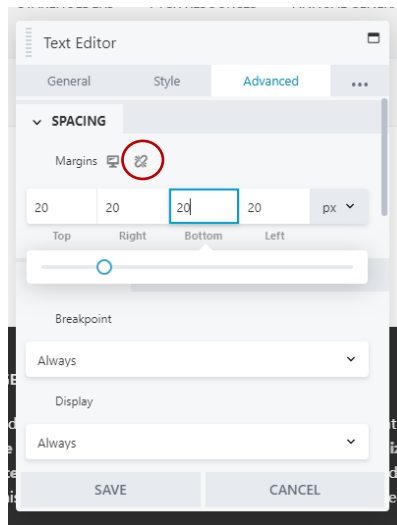 Text Editor
General Style Advanced ...
SPACING
Margins
20 20 20 20 px
Top Right Bottom Left
Breakpoint
Always
Display
Always
SAVE CANCEL